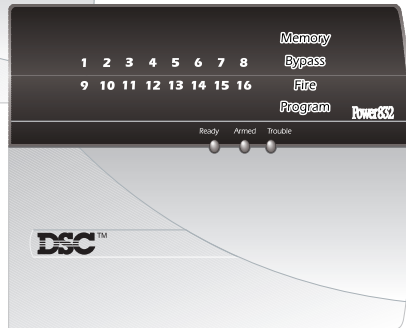 Memory
1 2 3 4 5 6 7 8 Bypass
9 10 11 12 13 14 15 16 Fire
Program Power832
Ready Armed Trouble
DSC™